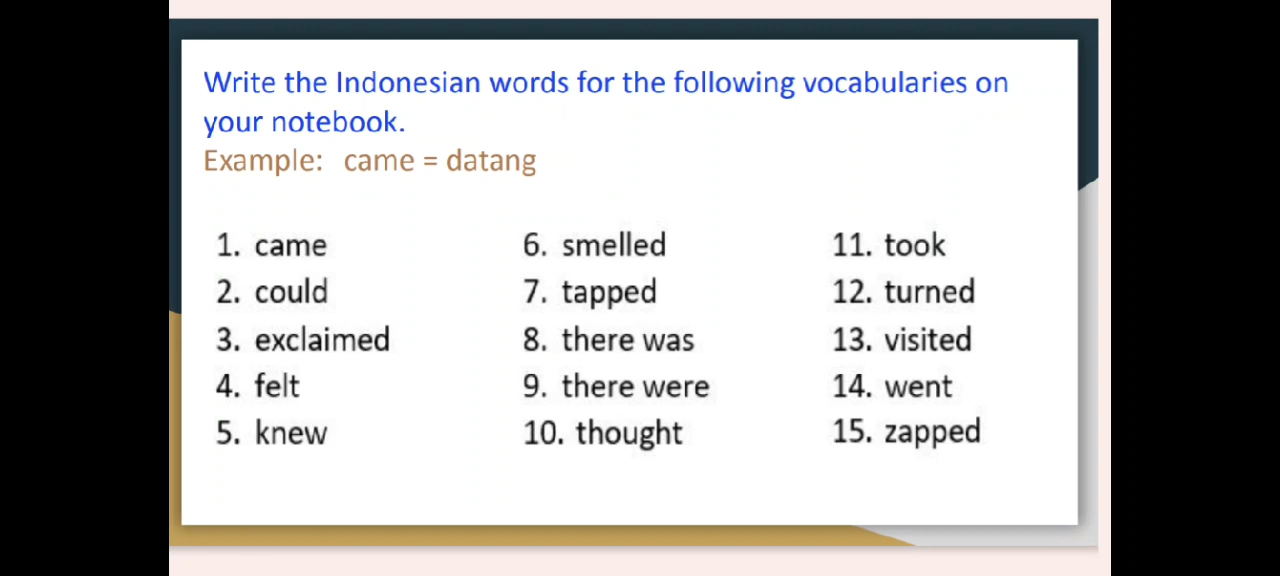 Write the Indonesian words for the following vocabularies on
your notebook.
Example: came = datang
1. came
2. could
3. exclaimed
4. felt
5. knew
6. smelled
7. tapped
8. there was
9. there were
10. thought
11. took
12. turned
13. visited
14. went
15. zapped